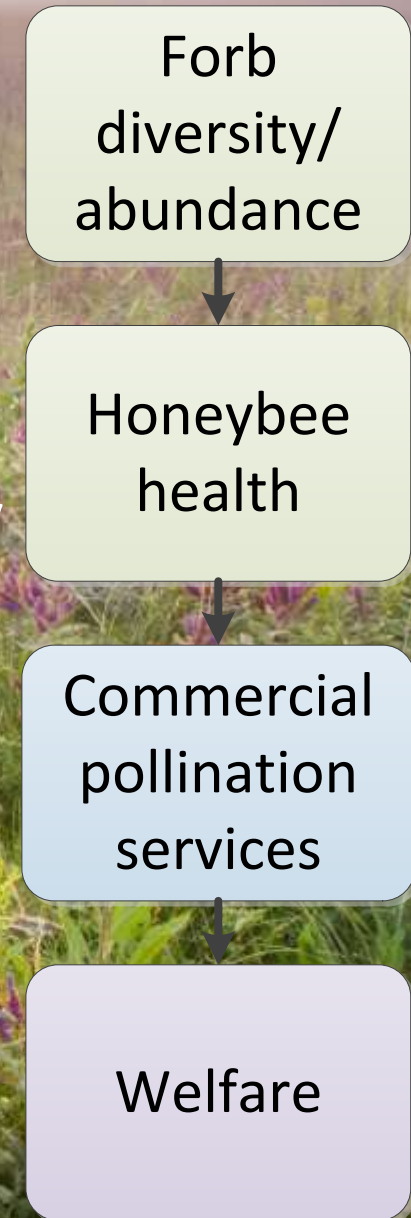 Forb
diversity/
abundance
Honeybee
health
Commercial
pollination
services
Welfare